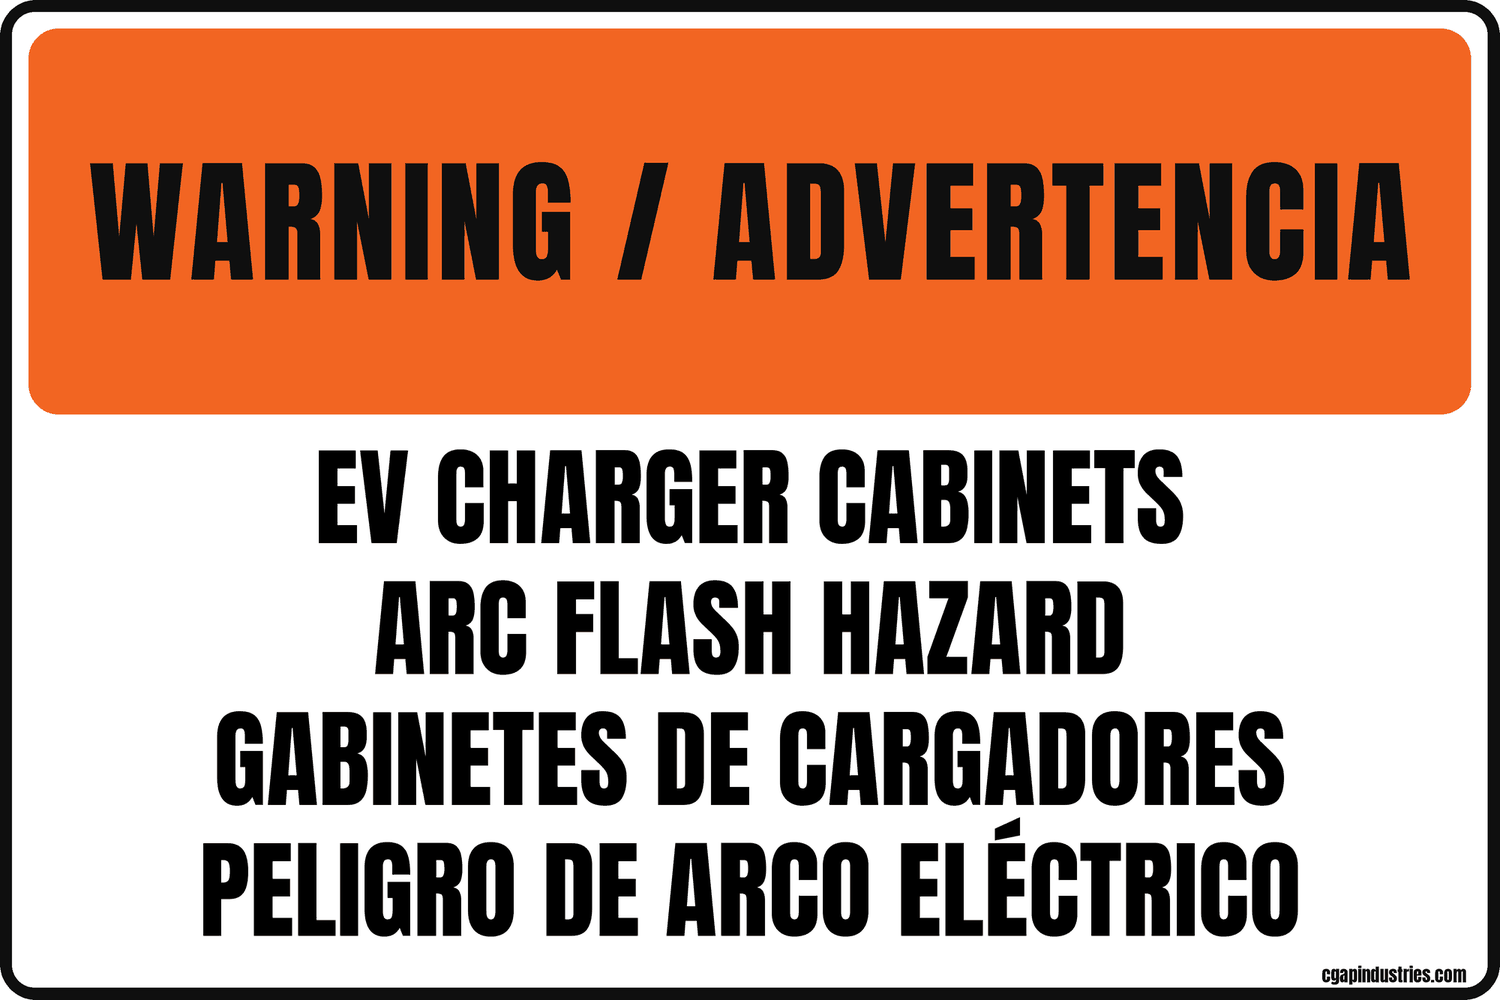 WARNING / ADVERTENCIA
EV CHARGER CABINETS
ARC FLASH HAZARD
GABINETES DE CARGADORES
PELIGRO DE ARCO ELÉCTRICO
cgapindustries.com